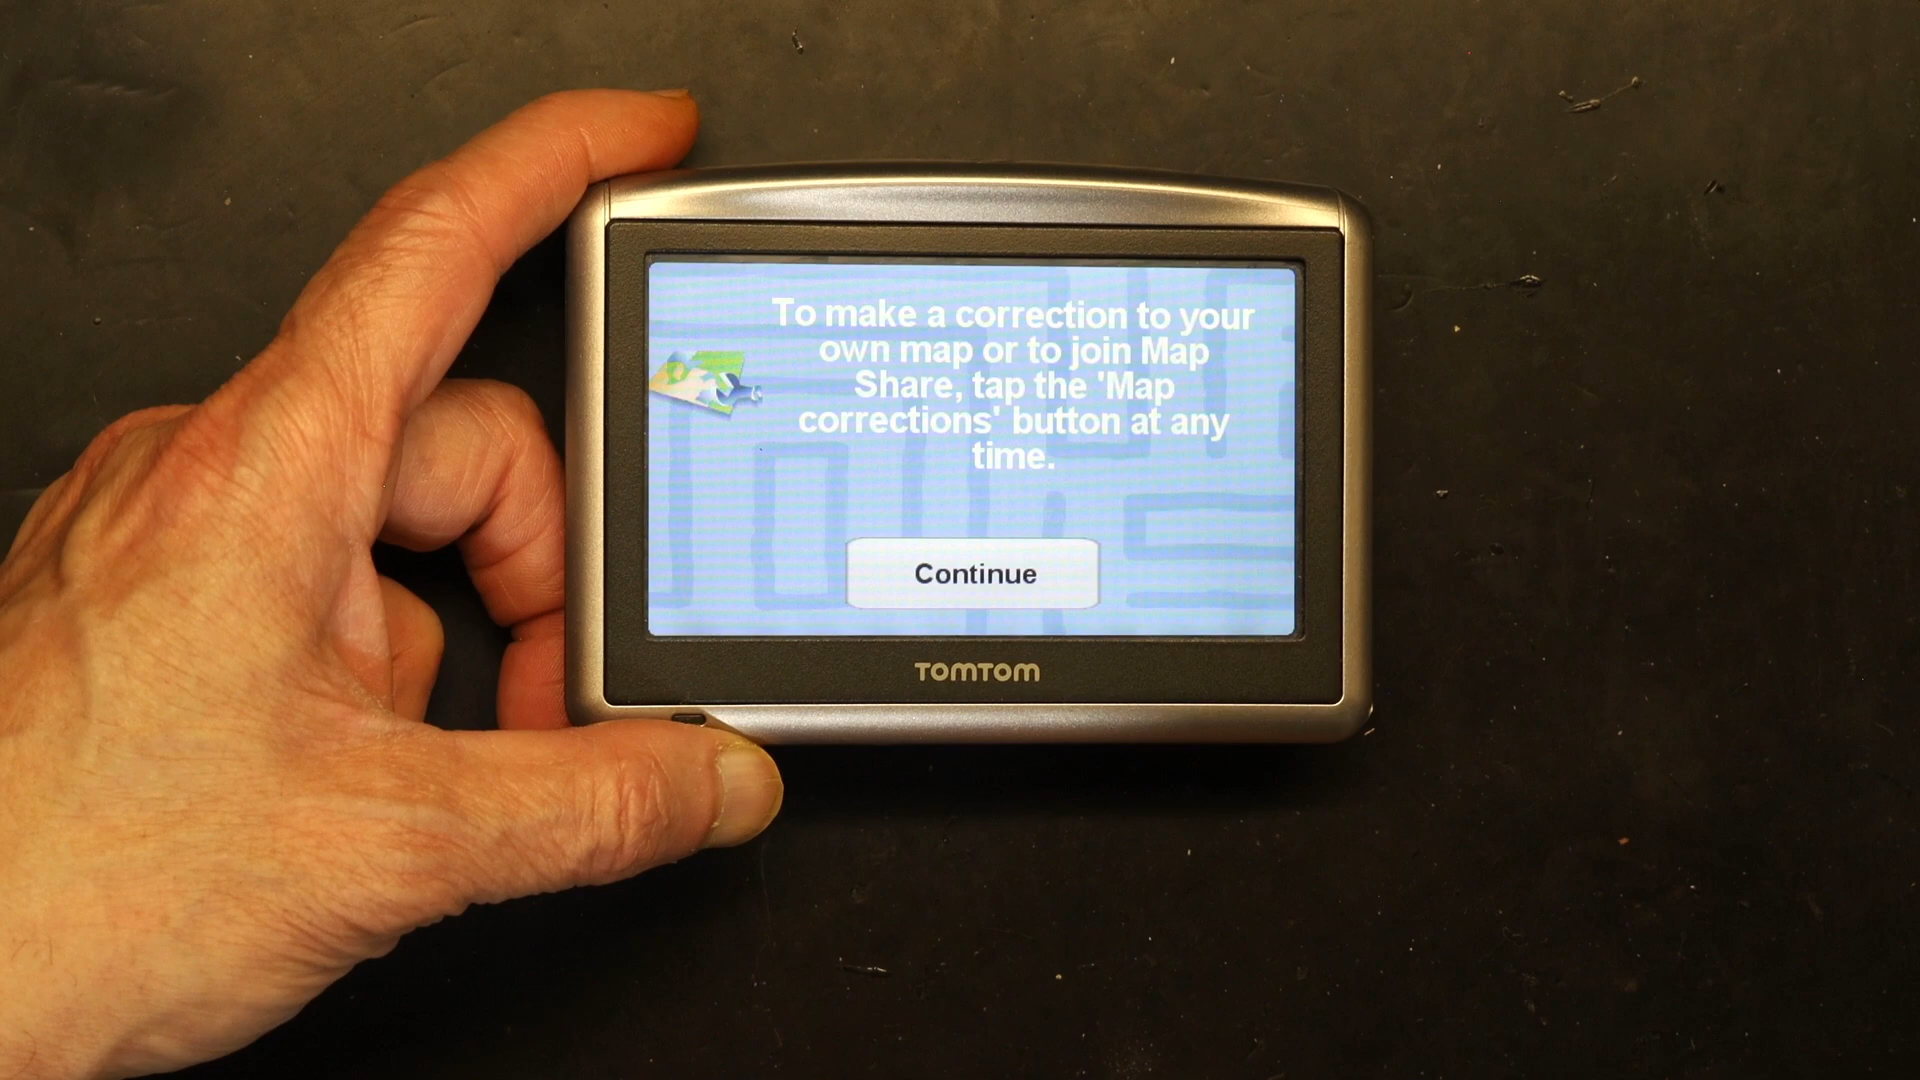 To make a correction to your
own map or to join Map
Share, tap the 'Map
corrections' button at any
time.
Continue
TOMTOM